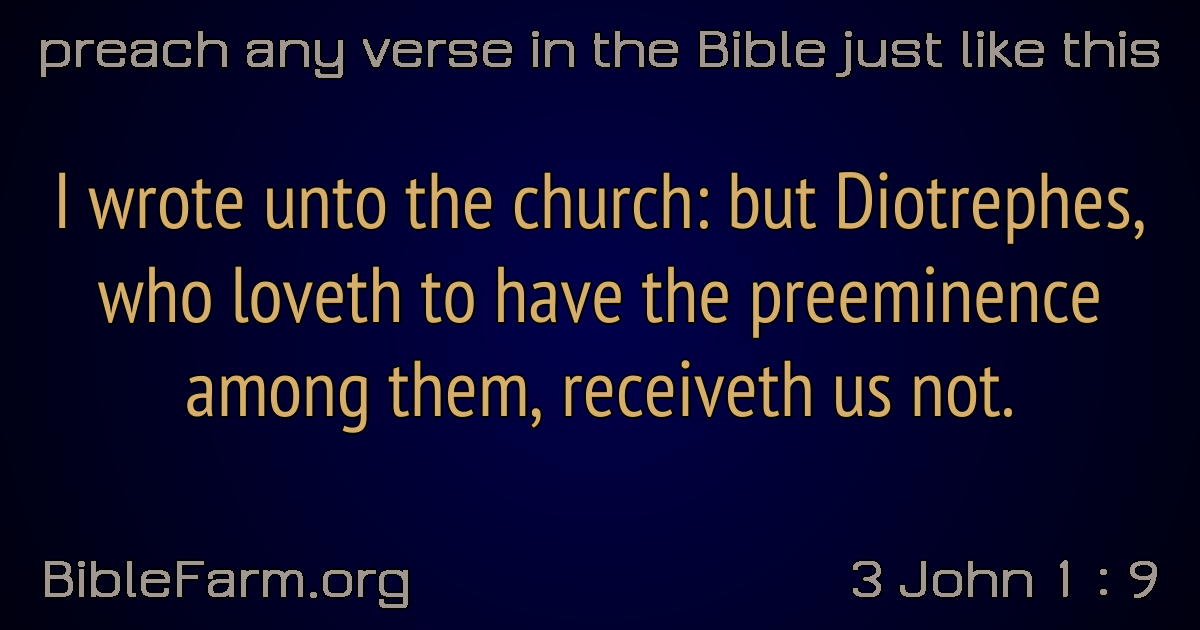 preach any verse in the Bible just like this
I wrote unto the church: but Diotrephes,
who loveth to have the preeminence
among them, receiveth us not.
BibleFarm.org
3 John 1 : 9